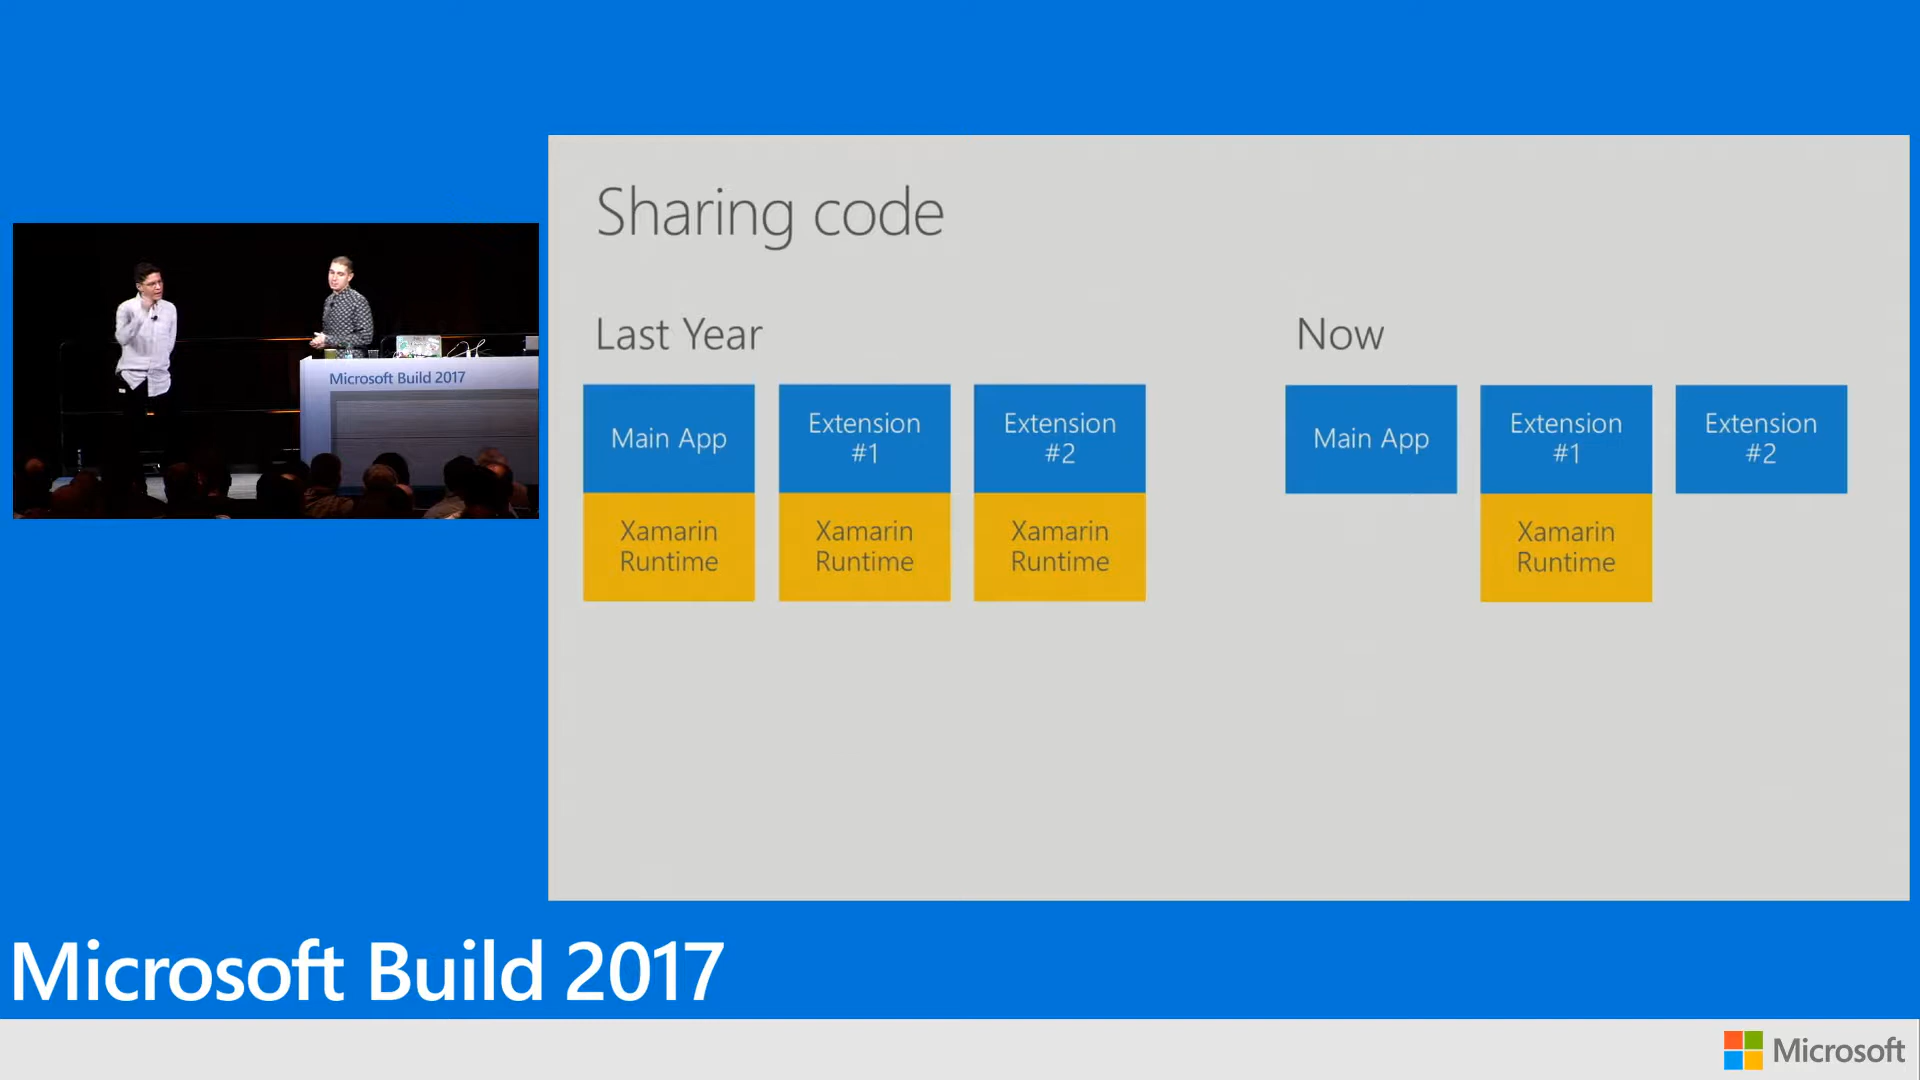 Sharing code
Last Year
Now
Main App
Extension
#1
Extension
#2
Main App
Extension
#1
Extension
#2
Xamarin
Runtime
Xamarin
Runtime
Xamarin
Runtime
Xamarin
Runtime
Microsoft Build 2017
Microsoft Build 2017
Microsoft